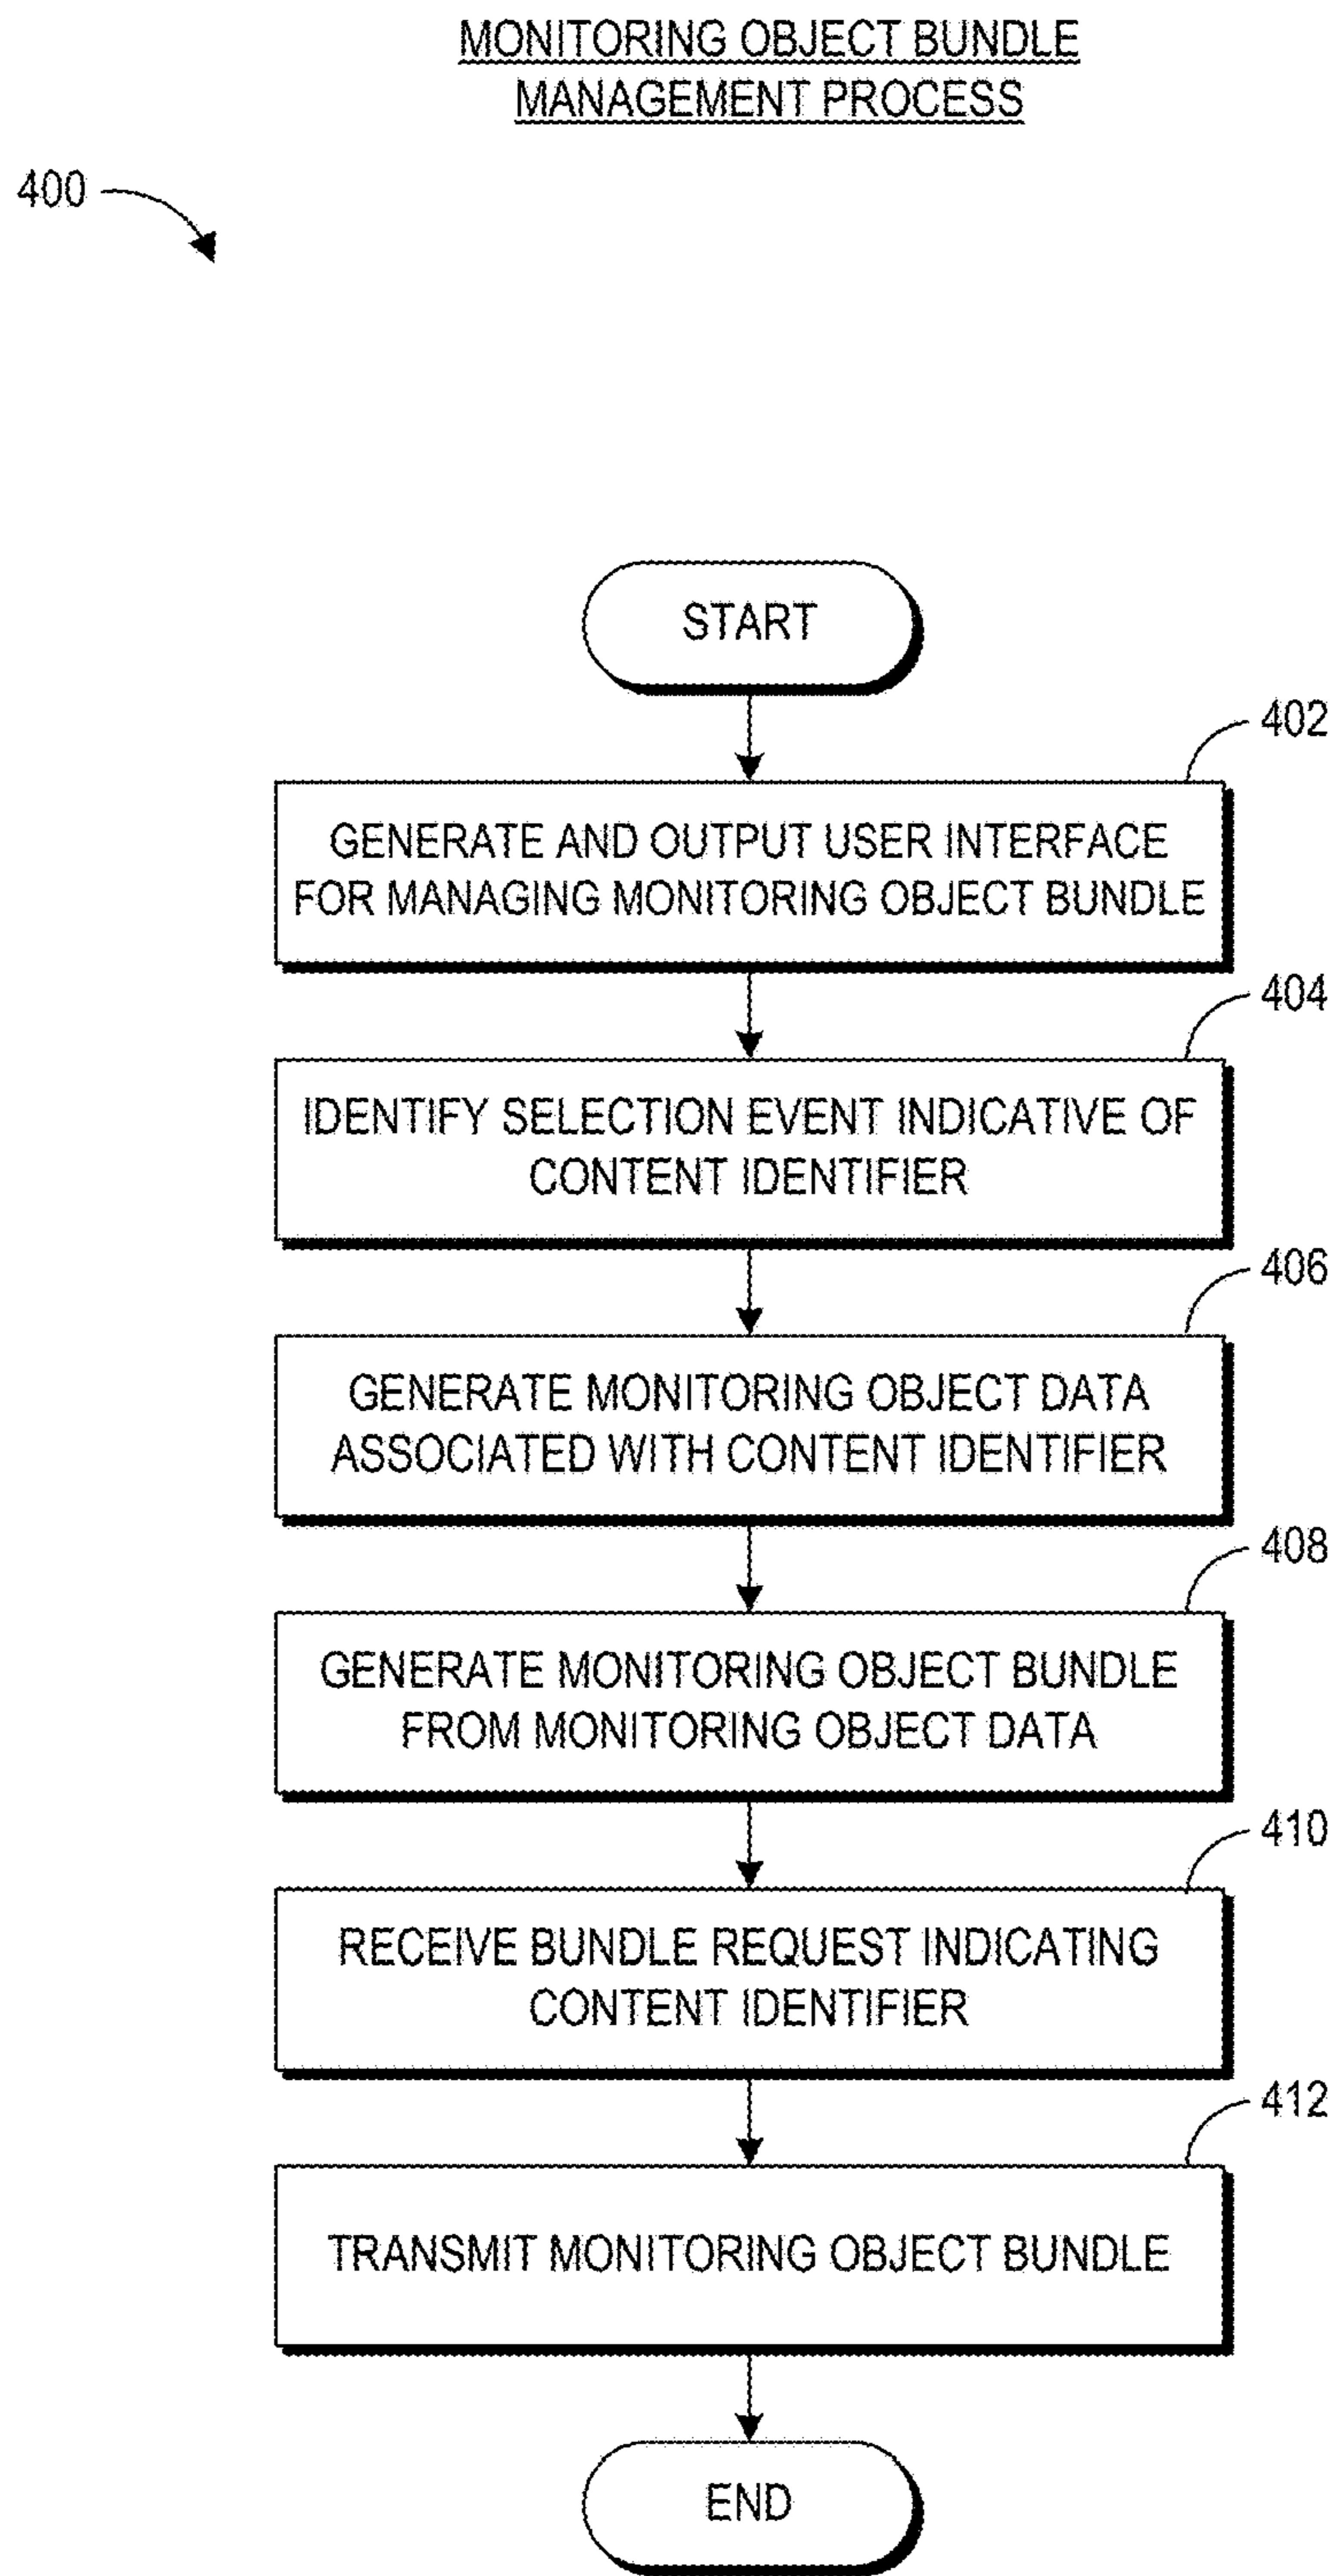 MONITORING OBJECT BUNDLE
MANAGEMENT PROCESS
400
START
402
GENERATE AND OUTPUT USER INTERFACE
FOR MANAGING MONITORING OBJECT BUNDLE
404
IDENTIFY SELECTION EVENT INDICATIVE OF
CONTENT IDENTIFIER
406
GENERATE MONITORING OBJECT DATA
ASSOCIATED WITH CONTENT IDENTIFIER
408
GENERATE MONITORING OBJECT BUNDLE
FROM MONITORING OBJECT DATA
410
RECEIVE BUNDLE REQUEST INDICATING
CONTENT IDENTIFIER
412
TRANSMIT MONITORING OBJECT BUNDLE
END